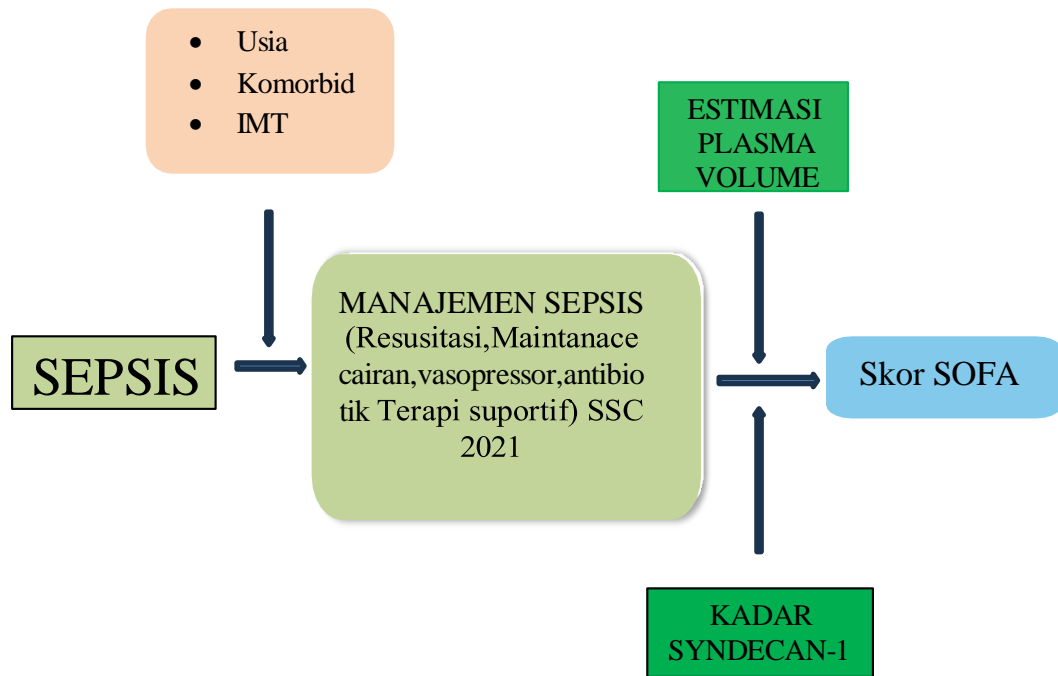 • Usia
• Komorbid
• IMT
ESTIMASI
PLASMA
VOLUME
SEPSIS
MANAJEMEN SEPSIS
(Resusitasi,Maintanace
cairan,vasopressor,antibio
tik Terapi suportif) SSC
2021
Skor SOFA
KADAR
SYNDECAN-1